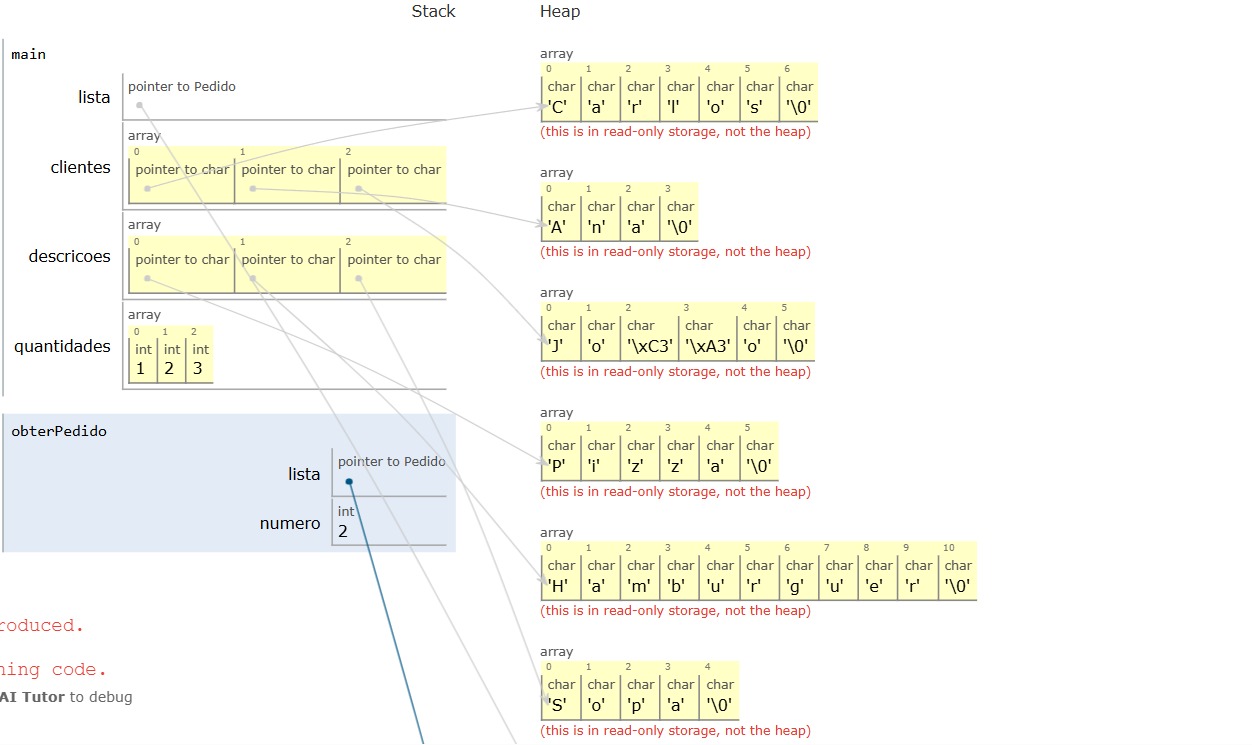 Stack Heap
main
lista
pointer to Pedido
clientes
array
0 1 2
pointer to char pointer to char pointer to char
descricoes
array
0 1 2
pointer to char pointer to char pointer to char
quantidades
array
0 1 2
int int int
1 2 3
obterPedido
lista
pointer to Pedido
numero
int
2
roduced.
ning code.
AI Tutor to debug
array
0 1 2 3 4 5 6
char char char char char char char
'C' 'a' 'r' 'l' 'o' 's' '\0'
(this is in read-only storage, not the heap)
array
0 1 2 3
char char char char
'A' 'n' 'a' '\0'
(this is in read-only storage, not the heap)
array
0 1 2 3 4 5
char char char char char char
'J' 'o' '\xC3' '\xA3' 'o' '\0'
(this is in read-only storage, not the heap)
array
0 1 2 3 4 5
char char char char char char
'P' 'i' 'z' 'z' 'a' '\0'
(this is in read-only storage, not the heap)
array
0 1 2 3 4 5 6 7 8 9 10
char char char char char char char char char char char
'H' 'a' 'm' 'b' 'u' 'r' 'g' 'u' 'e' 'r' '\0'
(this is in read-only storage, not the heap)
array
0 1 2 3 4
char char char char char
'S' 'o' 'p' 'a' '\0'
(this is in read-only storage, not the heap)